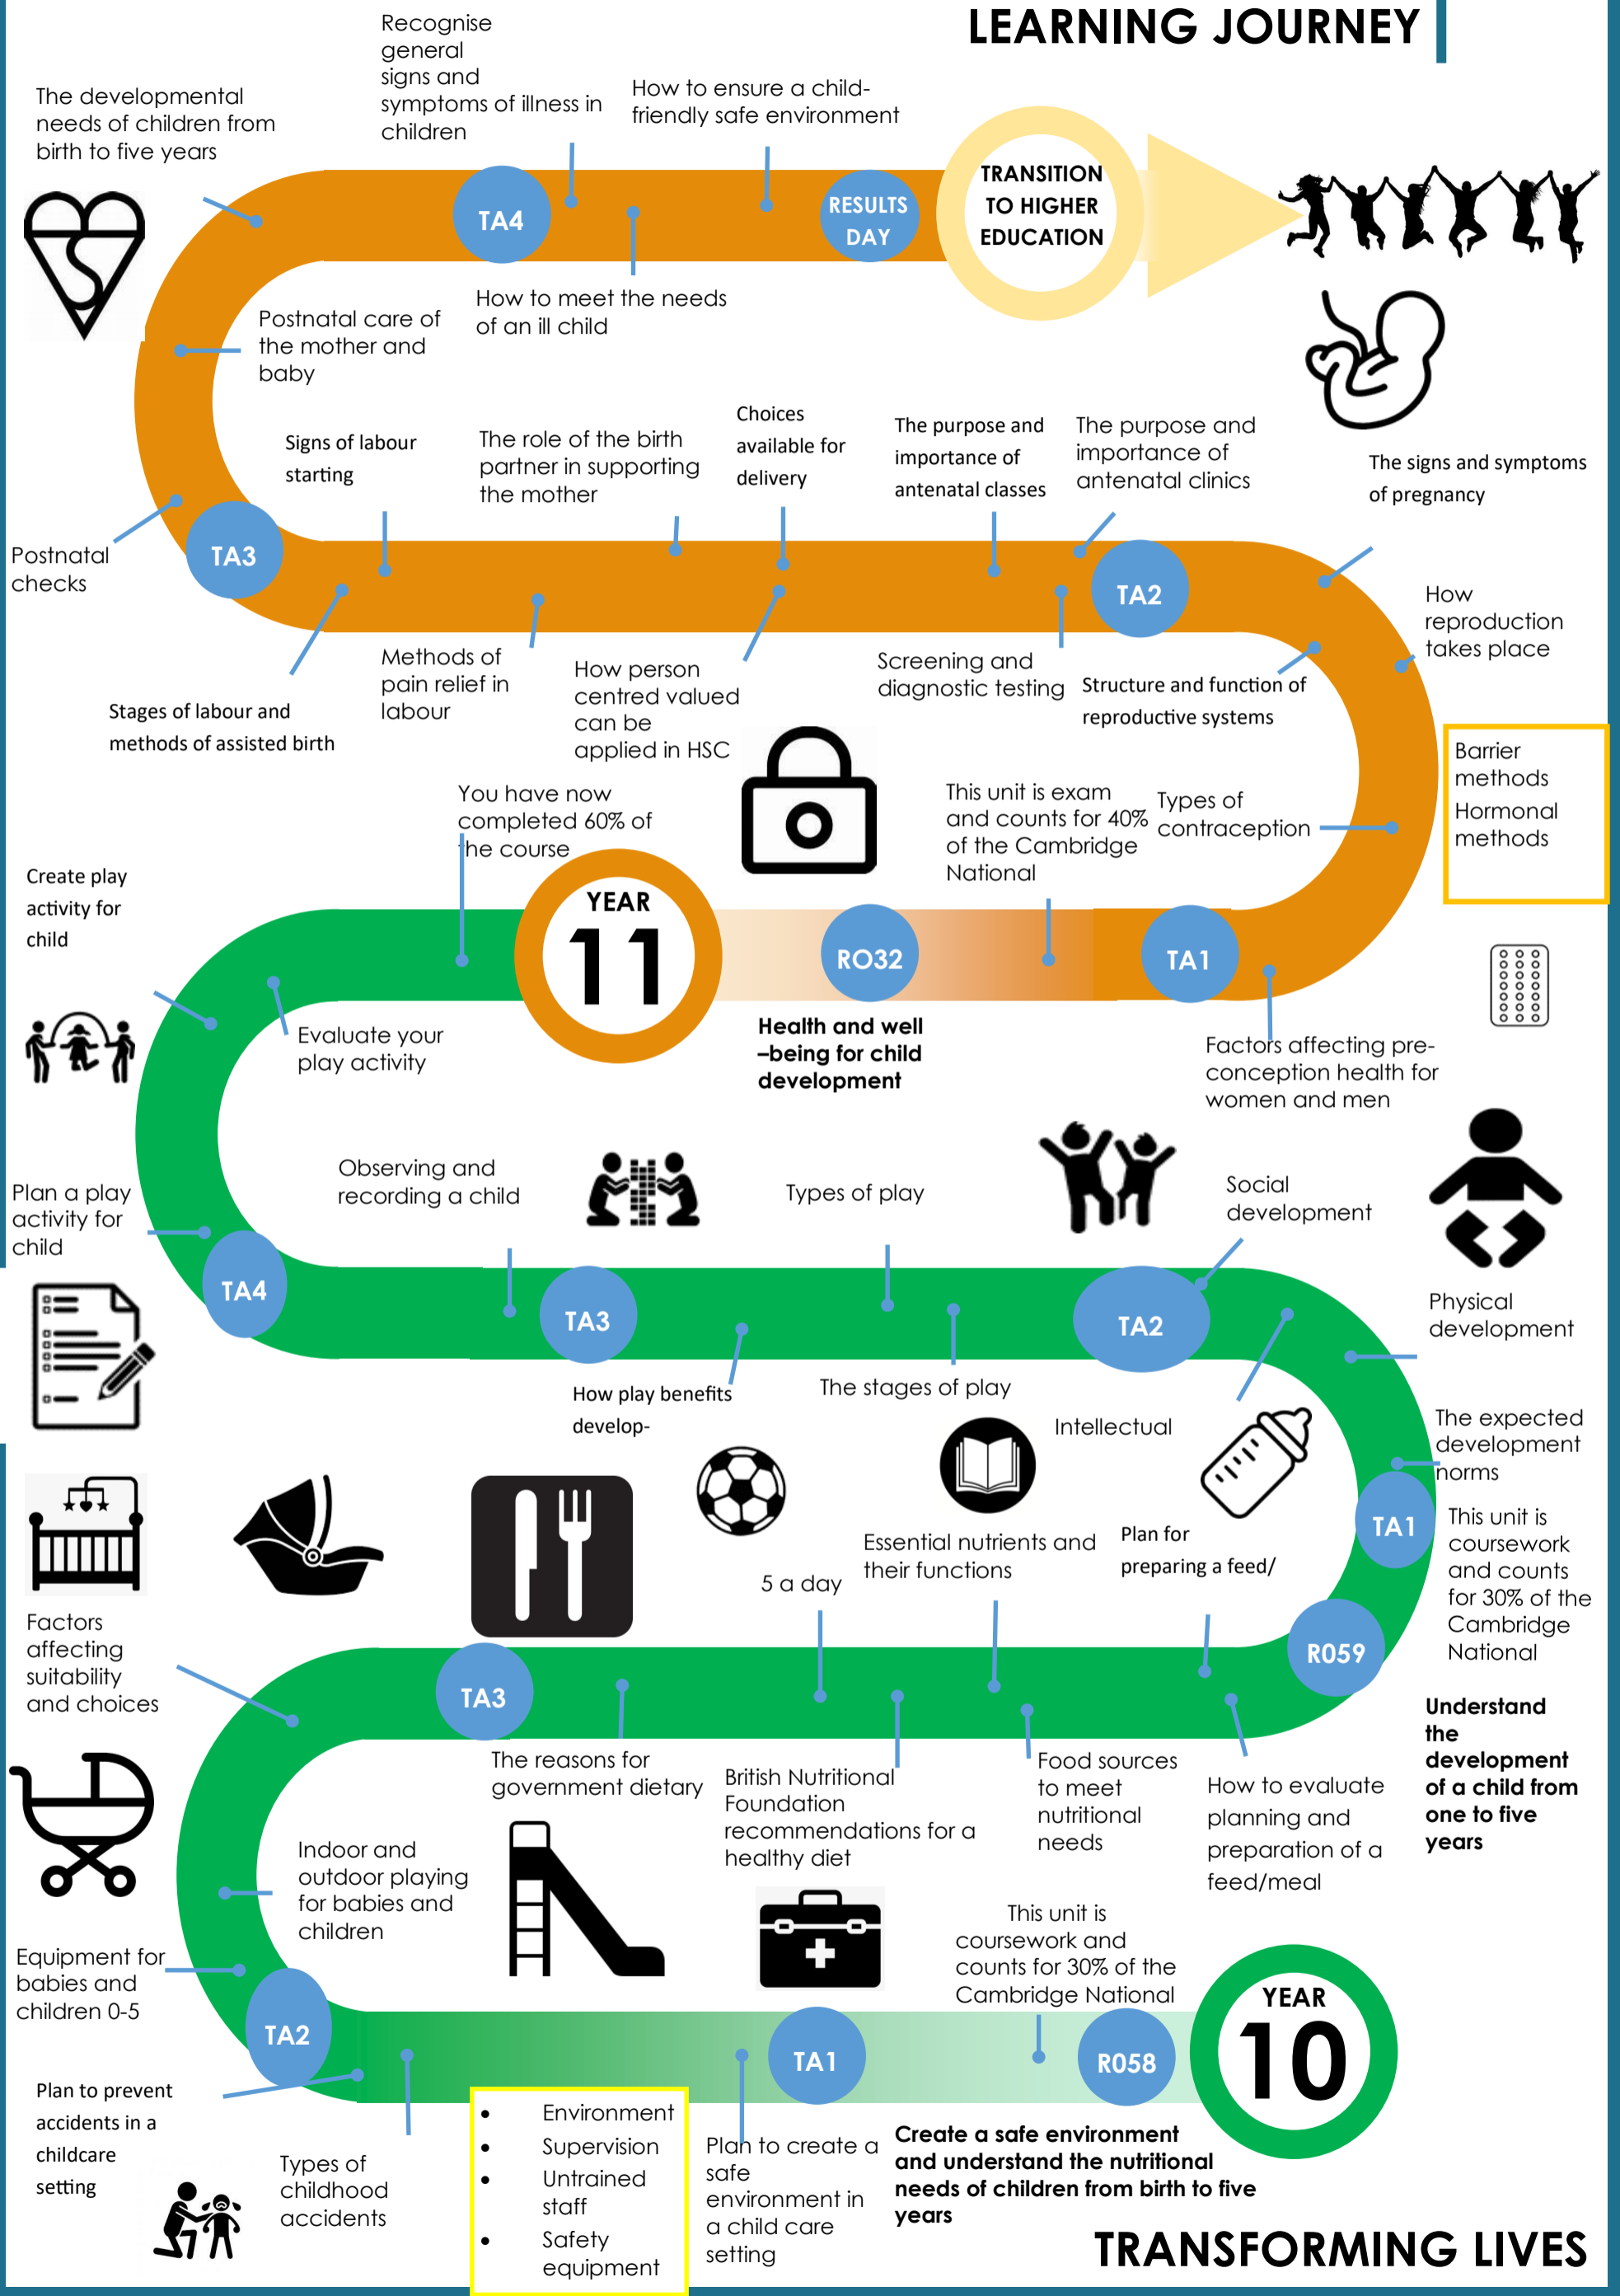 LEARNING JOURNEY
Recognise
general
signs and
symptoms of illness in
children
How to ensure a child-
friendly safe environment
The developmental
needs of children from
birth to five years
TA4
RESULTS
DAY
TRANSITION
TO HIGHER
EDUCATION
How to meet the needs
of an ill child
Postnatal care of
the mother and
baby
Signs of labour
starting
The role of the birth
partner in supporting
the mother
Choices
available for
delivery
The purpose and
importance of
antenatal classes
The purpose and
importance of
antenatal clinics
The signs and symptoms
of pregnancy
Postnatal
checks
TA3
TA2
How
reproduction
takes place
Stages of labour and
methods of assisted birth
Methods of
pain relief in
labour
How person
centred valued
can be
applied in HSC
Screening and
diagnostic testing
Structure and function of
reproductive systems
Barrier
methods
Hormonal
methods
You have now
completed 60% of
the course
This unit is exam
and counts for 40%
of the Cambridge
National
Types of
contraception
Create play
activity for
child
YEAR
11
RO32
TA1
Health and well
–being for child
development
Evaluate your
play activity
Factors affecting pre-
conception health for
women and men
Observing and
recording a child
Types of play
Social
development
Plan a play
activity for
child
TA4
TA3
TA2
Physical
development
How play benefits
develop-
The stages of play
Intellectual
The expected
development
norms
TA1
This unit is
coursework
and counts
for 30% of the
Cambridge
National
Essential nutrients and
their functions
Plan for
preparing a feed/
5 a day
Factors
affecting
suitability
and choices
TA3
R059
Understand
the
development
of a child from
one to five
years
The reasons for
government dietary
British Nutritional
Foundation
recommendations for a
healthy diet
Food sources
to meet
nutritional
needs
How to evaluate
planning and
preparation of a
feed/meal
Indoor and
outdoor playing
for babies and
children
Equipment for
babies and
children 0-5
This unit is
coursework and
counts for 30% of the
Cambridge National
TA2
TA1
R058
YEAR
10
Plan to prevent
accidents in a
childcare
setting
Types of
childhood
accidents
• Environment
• Supervision
• Untrained
staff
• Safety
equipment
Plan to create a
safe
environment in
a child care
setting
Create a safe environment
and understand the nutritional
needs of children from birth to five
years
TRANSFORMING LIVES